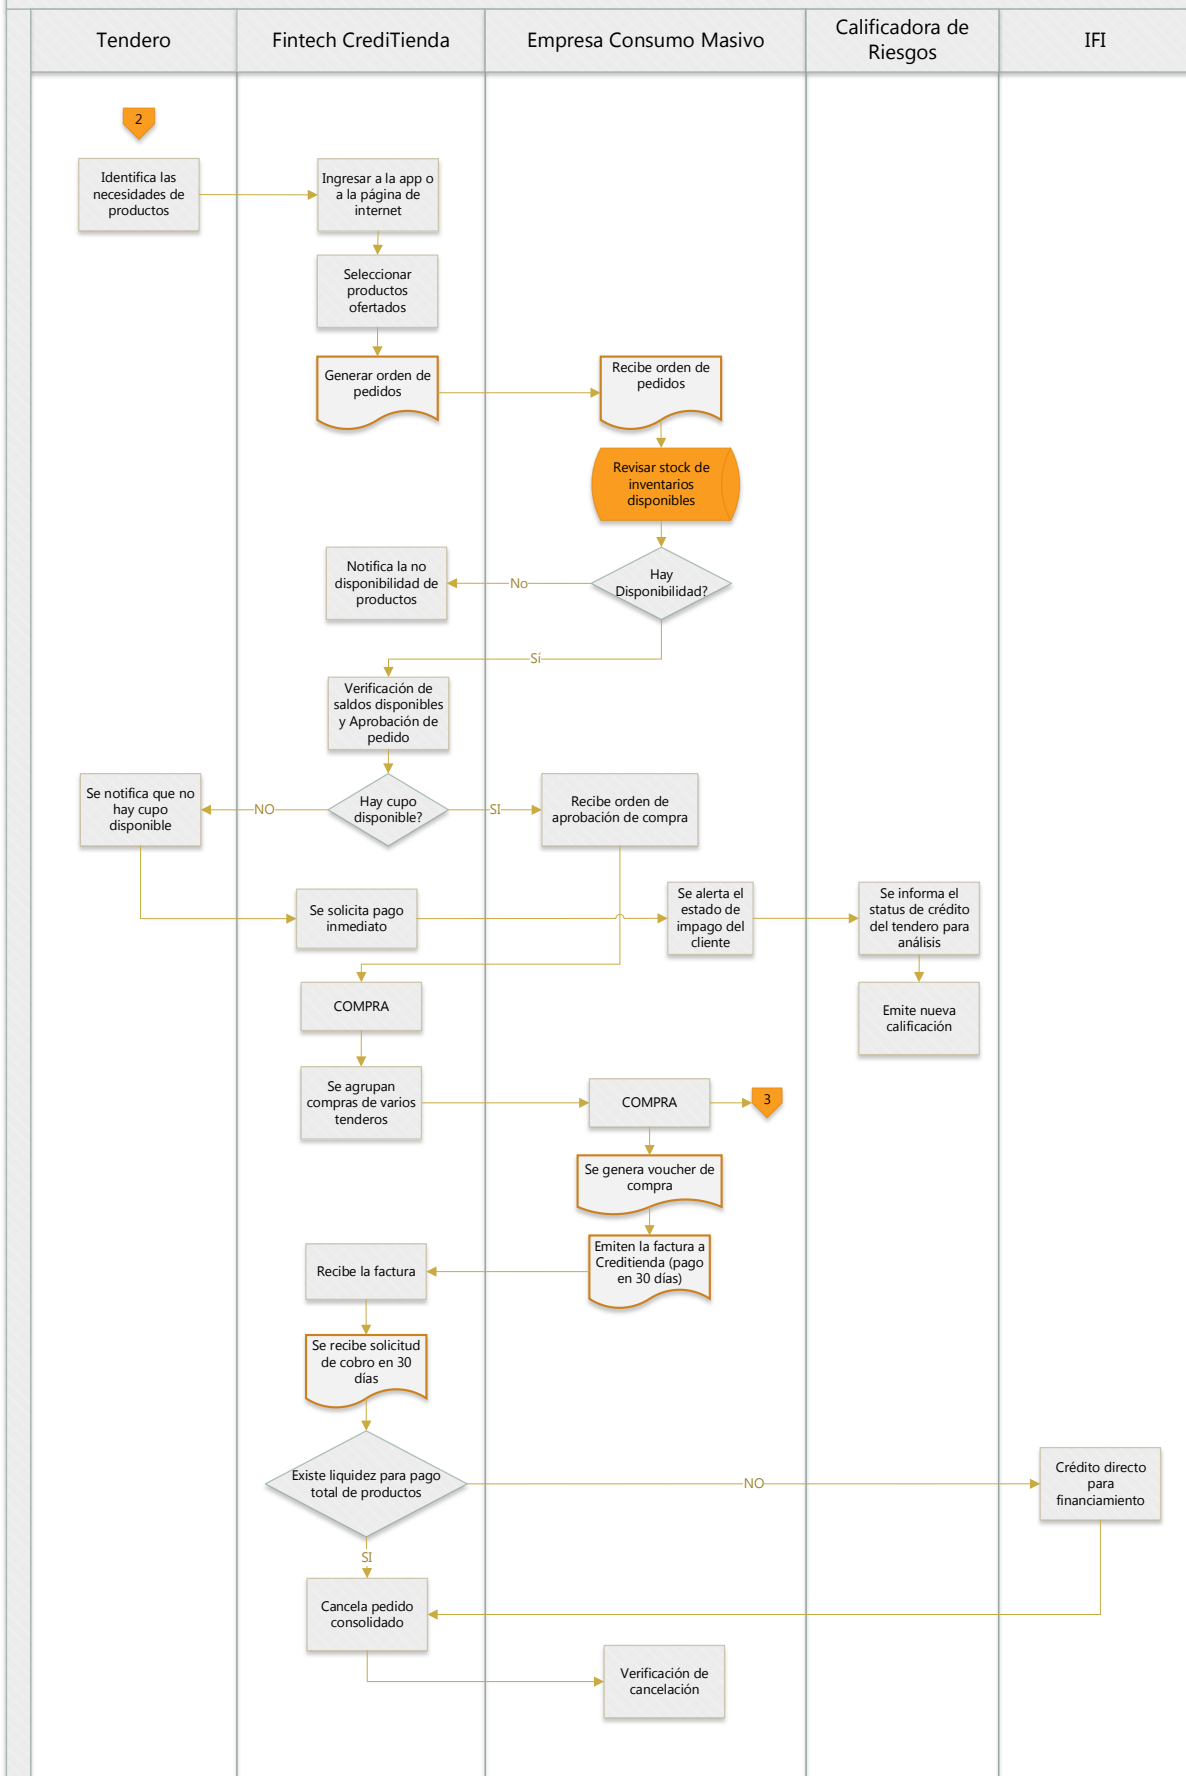 Tendero
Fintech CrediTienda
Empresa Consumo Masivo
Calificadora de
Riesgos
IFI
2
Identifica las
necesidades de
productos
Ingresar a la app o
a la página de
internet
Seleccionar
productos
ofertados
Generar orden de
pedidos
Recibe orden de
pedidos
Revisar stock de
inventarios
disponibles
Hay
Disponibilidad?
No
Notifica la no
disponibilidad de
productos
Sí
Verificación de
saldos disponibles
y Aprobación de
pedido
Hay cupo
disponible?
NO
Se notifica que no
hay cupo
disponible
SI
Recibe orden de
aprobación de compra
Se solicita pago
inmediato
Se alerta el
estado de
impago del
cliente
Se informa el
status de crédito
del tendero para
análisis
Emite nueva
calificación
COMPRA
Se agrupan
compras de varios
tenderos
COMPRA
3
Se genera voucher de
compra
Emiten la factura a
Creditienda (pago
en 30 días)
Recibe la factura
Se recibe solicitud
de cobro en 30
días
Existe liquidez para pago
total de productos
NO
Crédito directo
para
financiamiento
SI
Cancela pedido
consolidado
Verificación de
cancelación